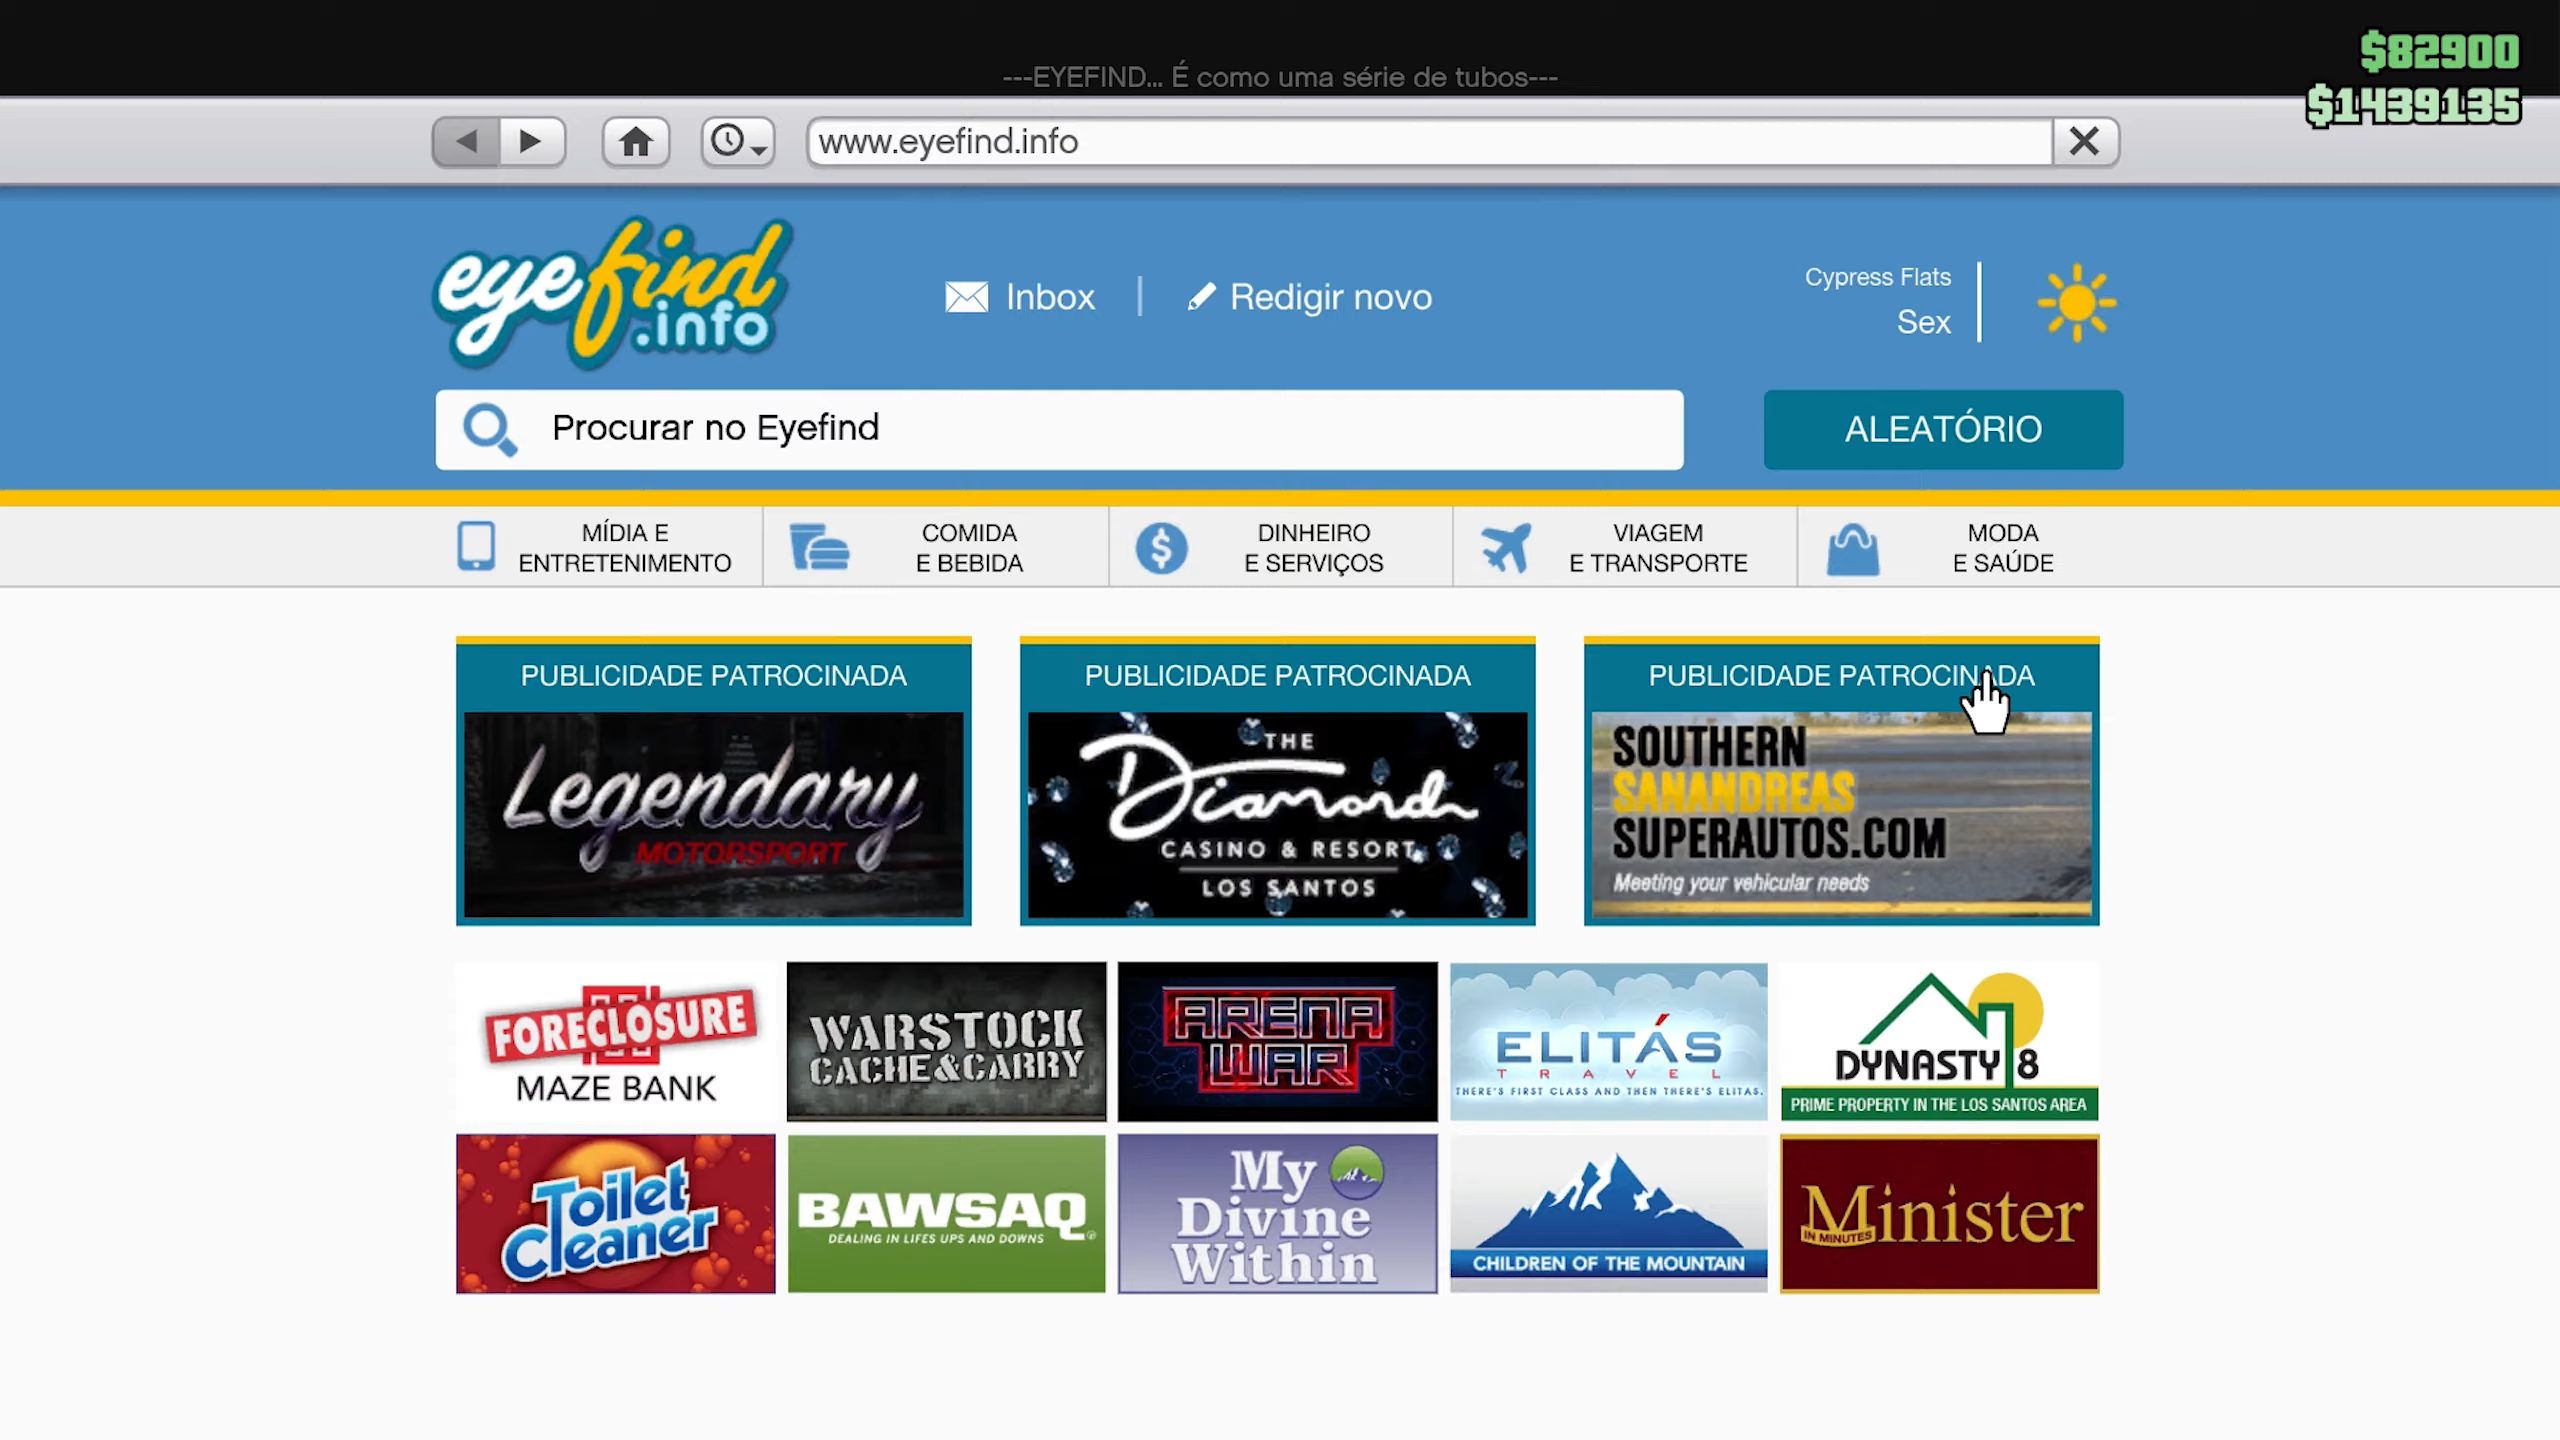 $82900
---EYEFIND... É como uma série de tubos---
$1439135
www.eyefind.info
eyefind
.info
Inbox
Redigir novo
Cypress Flats
Sex
Procurar no Eyefind
ALEATÓRIO
MÍDIA E
ENTRETENIMENTO
COMIDA
E BEBIDA
DINHEIRO
E SERVIÇOS
VIAGEM
E TRANSPORTE
MODA
E SAÚDE
PUBLICIDADE PATROCINADA
Legendary
MOTORSPORT
PUBLICIDADE PATROCINADA
THE
Diamond
CASINO & RESORT
LOS SANTOS
PUBLICIDADE PATROCINADA
SOUTHERN
SANANDREAS
SUPERAUTOS.COM
Meeting your vehicular needs
FORECLOSURE
MAZE BANK
WARSTOCK
CACHE&CARRY
ARENA
WAR
ELITÁS
TRAVEL
THERE'S FIRST CLASS AND THEN THERE'S ELITAS.
DYNASTY 8
PRIME PROPERTY IN THE LOS SANTOS AREA
Toilet
Cleaner
BAWSAQ
DEALING IN LIFES UPS AND DOWNS
My
Divine
Within
CHILDREN OF THE MOUNTAIN
Minister
IN MINUTES